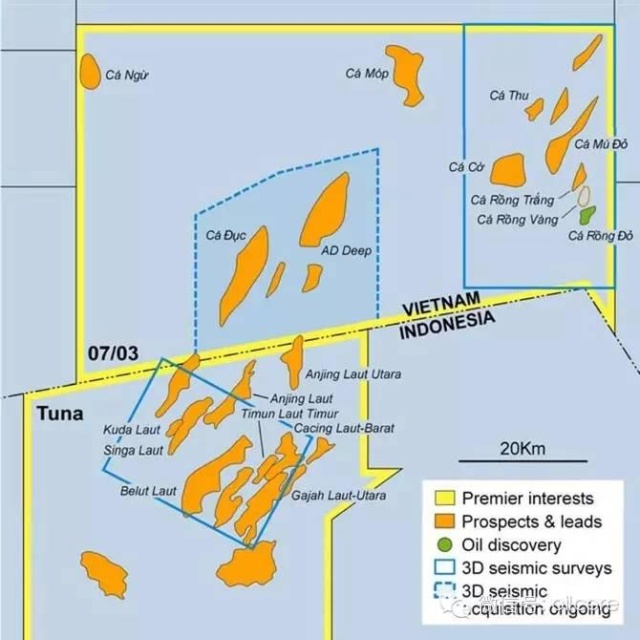 Cá Ngừ
Cá Móp
Cá Thu
Cá Mú Đỏ
Cá Cờ
Cá Rồng Trắng
Cá Rồng Vàng
Cá Rồng Đỏ
Cá Đục
AD Deep
VIETNAM
INDONESIA
07/03
Tuna
Anjing Laut Utara
Anjing Laut
Timun Laut Timur
Kuda Laut
Cacing Laut-Barat
Singa Laut
Belut Laut
Gajah Laut-Utara
20Km
Premier interests
Prospects & leads
Oil discovery
3D seismic surveys
3D seismic
acquisition ongoing